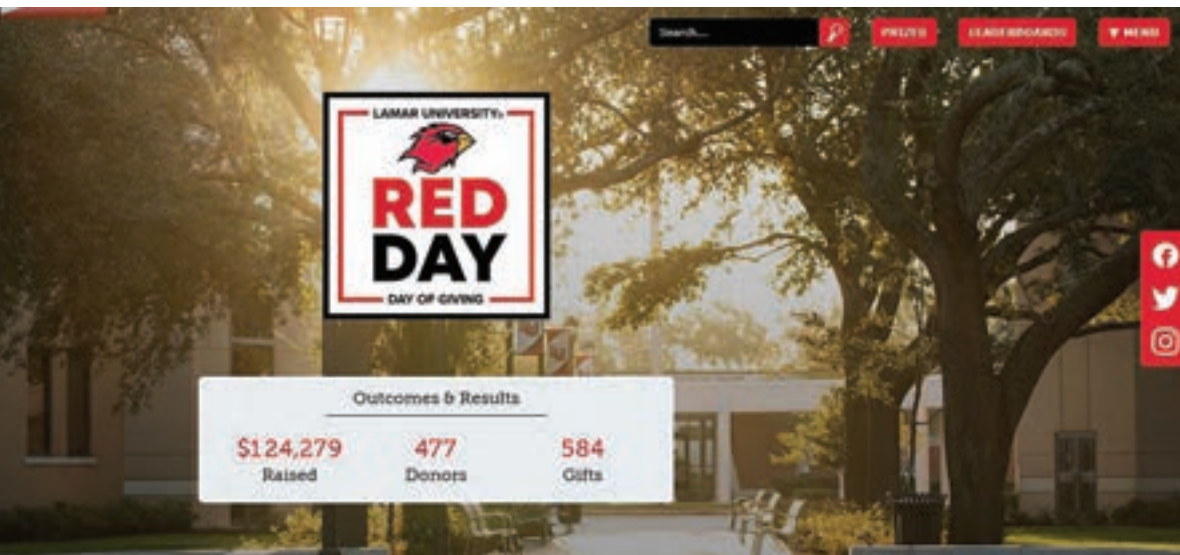 Search...
PRIZES
LEADERBOARDS
▼ MENU
LAMAR UNIVERSITY®
RED
DAY
DAY OF GIVING
Outcomes & Results
$124,279 477 584
Raised Donors Gifts